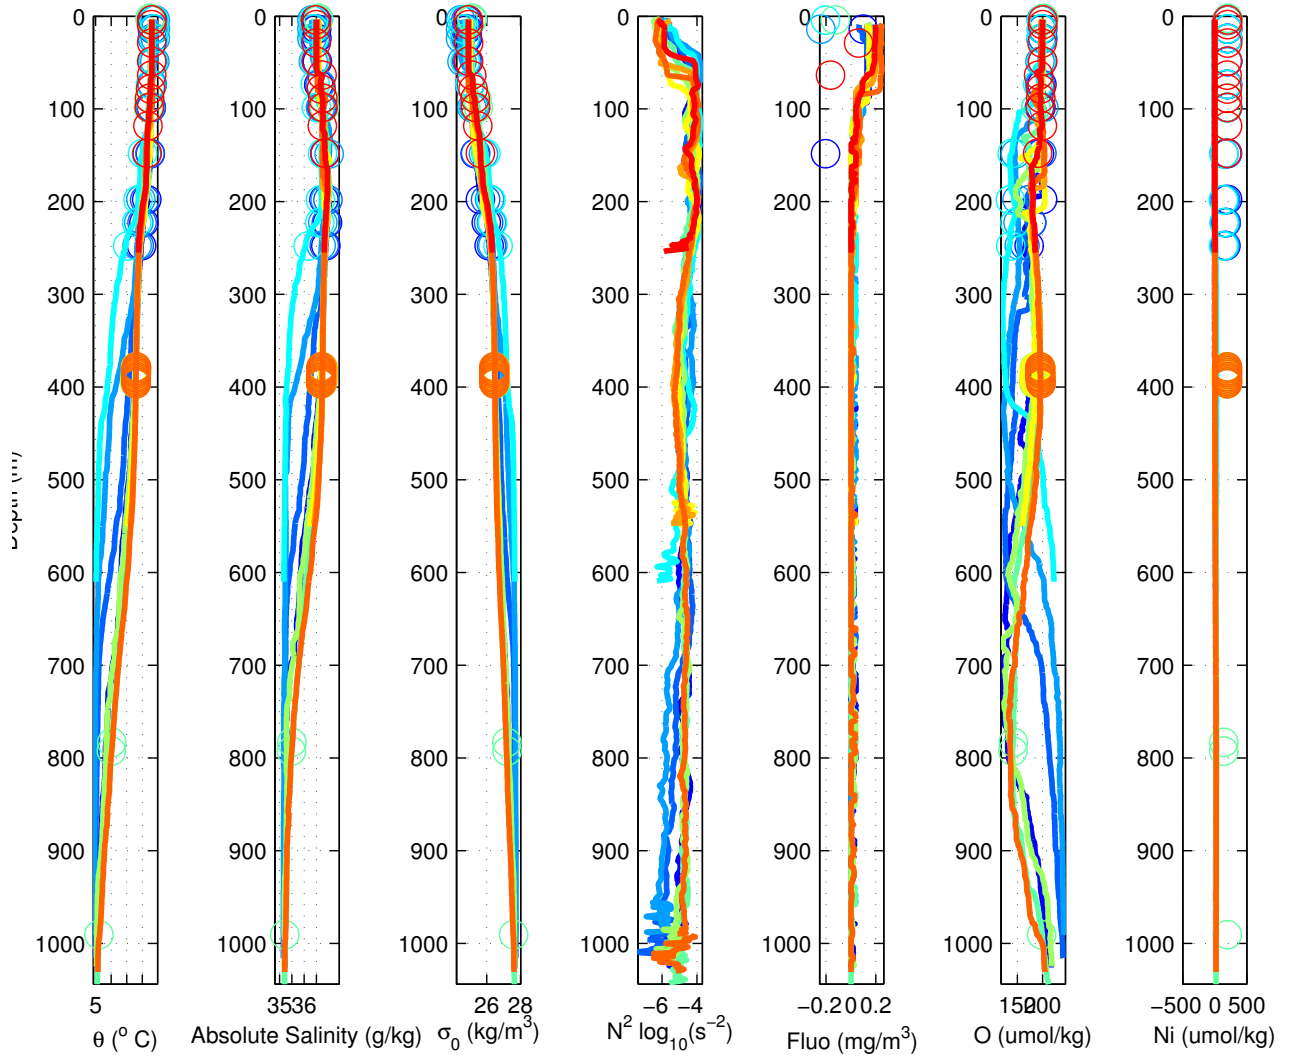 0 0 0 0 0 0 0
100 100 100 100 100 100 100
200 200 200 200 200 200 200
300 300 300 300 300 300 300
400 400 400 400 400 400 400
500 500 500 500 500 500 500
600 600 600 600 600 600 600
700 700 700 700 700 700 700
800 800 800 800 800 800 800
900 900 900 900 900 900 900
1000 1000 1000 1000 1000 1000 1000
Depth (m)
5 35 36 26 28 −6 −4 −0.2 0 0.2 150 200 −500 0 500
θ (° C)
Absolute Salinity (g/kg)
σ₀ (kg/m³)
N² log₁₀(s⁻²)
Fluo (mg/m³)
O (umol/kg)
Ni (umol/kg)